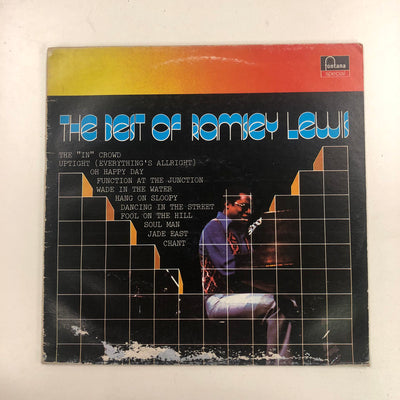 fontana
special
THE BEST OF RAMSEY LEWIS
THE "IN" CROWD
UPTIGHT (EVERYTHING'S ALLRIGHT)
OH HAPPY DAY
FUNCTION AT THE JUNCTION
WADE IN THE WATER
HANG ON SLOOPY
DANCING IN THE STREET
FOOL ON THE HILL
SOUL MAN
JADE EAST
CHANT